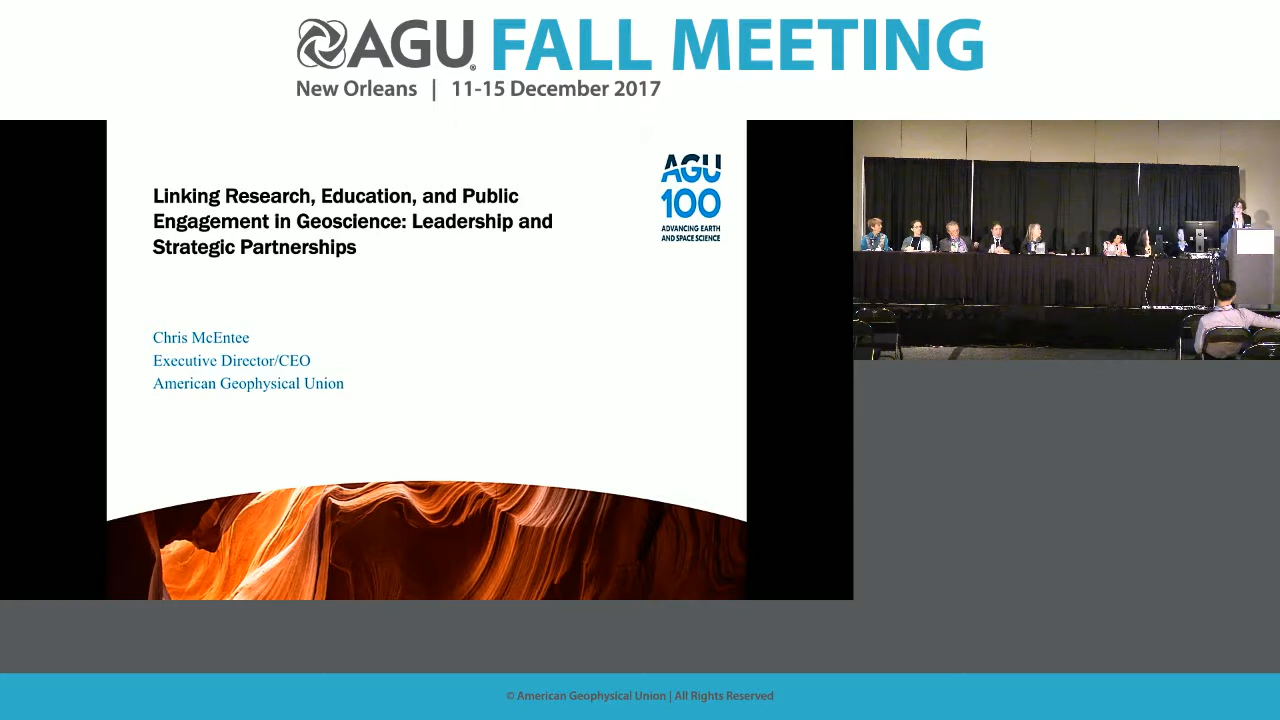 AGU FALL MEETING
New Orleans | 11-15 December 2017
Linking Research, Education, and Public
Engagement in Geoscience: Leadership and
Strategic Partnerships
AGU
100
ADVANCING EARTH
AND SPACE SCIENCE
Chris McEntee
Executive Director/CEO
American Geophysical Union
© American Geophysical Union | All Rights Reserved